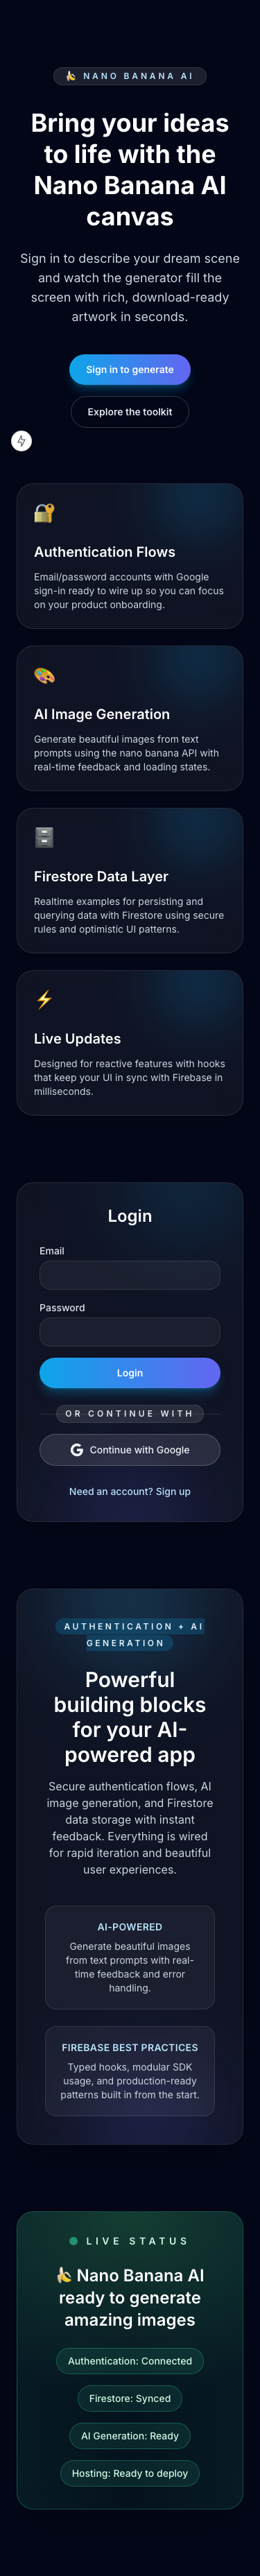 NANO BANANA AI
Bring your ideas
to life with the
Nano Banana AI
canvas
Sign in to describe your dream scene
and watch the generator fill the
screen with rich, download-ready
artwork in seconds.
Sign in to generate
Explore the toolkit
Authentication Flows
Email/password accounts with Google
sign-in ready to wire up so you can focus
on your product onboarding.
AI Image Generation
Generate beautiful images from text
prompts using the nano banana API with
real-time feedback and loading states.
Firestore Data Layer
Realtime examples for persisting and
querying data with Firestore using secure
rules and optimistic UI patterns.
Live Updates
Designed for reactive features with hooks
that keep your UI in sync with Firebase in
milliseconds.
Login
Email
Password
Login
OR CONTINUE WITH
Continue with Google
Need an account? Sign up
AUTHENTICATION + AI
GENERATION
Powerful
building blocks
for your AI-
powered app
Secure authentication flows, AI
image generation, and Firestore
data storage with instant
feedback. Everything is wired
for rapid iteration and beautiful
user experiences.
AI-POWERED
Generate beautiful images
from text prompts with real-
time feedback and error
handling.
FIREBASE BEST PRACTICES
Typed hooks, modular SDK
usage, and production-ready
patterns built in from the start.
LIVE STATUS
Nano Banana AI
ready to generate
amazing images
Authentication: Connected
Firestore: Synced
AI Generation: Ready
Hosting: Ready to deploy